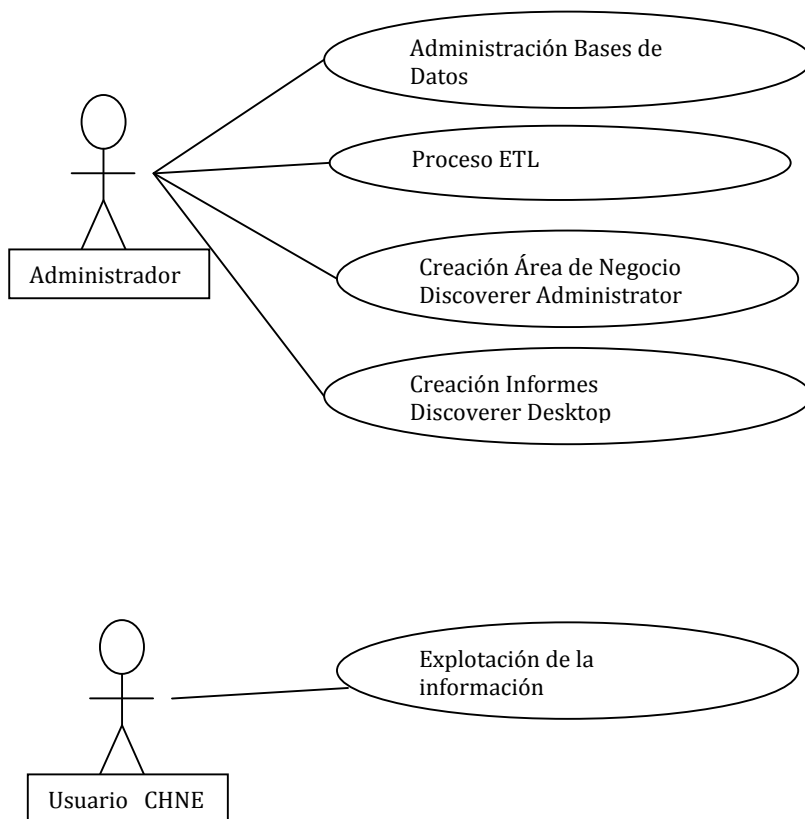 Administración Bases de
Datos
Proceso ETL
Administrador
Creación Área de Negocio
Discoverer Administrator
Creación Informes
Discoverer Desktop
Explotación de la
información
Usuario CHNE